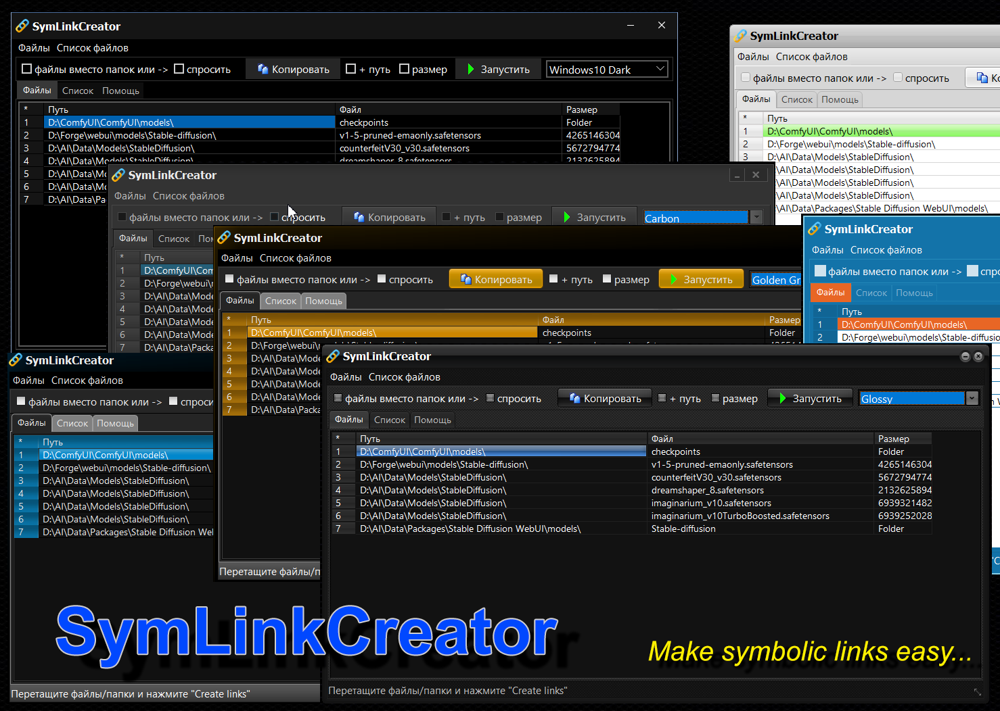 SymLinkCreator
Файлы Список файлов
файлы вместо папок или -> спросить Копировать + путь размер Запустить Windows10 Dark
Файлы Список Помощь
* Путь Файл Размер
1 D:\ComfyUI\ComfyUI\models\ checkpoints Folder
2 D:\Forge\webui\models\Stable-diffusion\ v1-5-pruned-emaonly.safetensors 4265146304
3 D:\AI\Data\Models\StableDiffusion\ counterfeitV30_v30.safetensors 5672794774
4 D:\AI\Data\Models\StableDiffusion\ dreamshaper_8.safetensors 2132625894
5 D:\AI\Data\Mo
6 D:\AI\Data\Mo
7 D:\AI\Data\Pa
SymLinkCreator
Файлы Список файлов
файлы вместо папок или -> спросить
Файлы Список Помощь
* Путь
1 D:\ComfyUI\ComfyUI\models\
2 D:\Forge\webui\models\Stable-diffusion\
3 D:\AI\Data\Models\StableDiffusion\
\AI\Data\Models\StableDiffusion\
\AI\Data\Models\StableDiffusion\
\AI\Data\Models\StableDiffusion\
\AI\Data\Packages\Stable Diffusion WebUI\models\
SymLinkCreator
Файлы Список файлов
файлы вместо папок или -> спросить Копировать + путь размер Запустить Carbon
Файлы Список Пом
* Путь
1 D:\ComfyUI\Com
2 D:\Forge\webui\
3 D:\AI\Data\Mode
4 D:\AI\Data\Mode
5 D:\AI\Data\Mode
6 D:\AI\Data\Mode
7 D:\AI\Data\Packa
SymLinkCreator
Файлы Список файлов
файлы вместо папок или -> спросить Копировать + путь размер Запустить Golden Gr
Файлы Список Помощь
* Путь Файл Размер
1 D:\ComfyUI\ComfyUI\models\ checkpoints Folder
2 D:\Forge\webui\models\Stable-diffusion\
3 D:\AI\Data\Mode
4 D:\AI\Data\Mode
5 D:\AI\Data\Mode
6 D:\AI\Data\Mode
7 D:\AI\Data\Packa
Перетащите файлы/п
SymLinkCreator
Файлы Список файлов
файлы вместо папок или -> спро
Файлы Список Помощь
* Путь
1 D:\ComfyUI\ComfyUI\models\
2 D:\Forge\webui\models\Stable-diffusio
SymLinkCreator
Файлы Список файлов
файлы вместо папок или -> спроси
Файлы Список Помощь
* Путь
1 D:\ComfyUI\ComfyUI\models\
2 D:\Forge\webui\models\Stable-diffusion\
3 D:\AI\Data\Models\StableDiffusion\
4 D:\AI\Data\Models\StableDiffusion\
5 D:\AI\Data\Models\StableDiffusion\
6 D:\AI\Data\Models\StableDiffusion\
7 D:\AI\Data\Packages\Stable Diffusion Wel
Перетащите файлы/папки и нажмите "Create links"
SymLinkCreator
Файлы Список файлов
файлы вместо папок или -> спросить Копировать + путь размер Запустить Glossy
Файлы Список Помощь
* Путь Файл Размер
1 D:\ComfyUI\ComfyUI\models\ checkpoints Folder
2 D:\Forge\webui\models\Stable-diffusion\ v1-5-pruned-emaonly.safetensors 4265146304
3 D:\AI\Data\Models\StableDiffusion\ counterfeitV30_v30.safetensors 5672794774
4 D:\AI\Data\Models\StableDiffusion\ dreamshaper_8.safetensors 2132625894
5 D:\AI\Data\Models\StableDiffusion\ imaginarium_v10.safetensors 6939321482
6 D:\AI\Data\Models\StableDiffusion\ imaginarium_v10TurboBoosted.safetensors 6939252028
7 D:\AI\Data\Packages\Stable Diffusion WebUI\models\ Stable-diffusion Folder
Перетащите файлы/папки и нажмите "Create links"
SymLinkCreator
Make symbolic links easy...